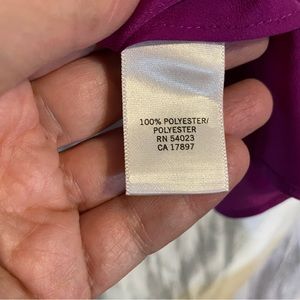 100% POLYESTER/
POLYESTER
RN 54023
CA 17897